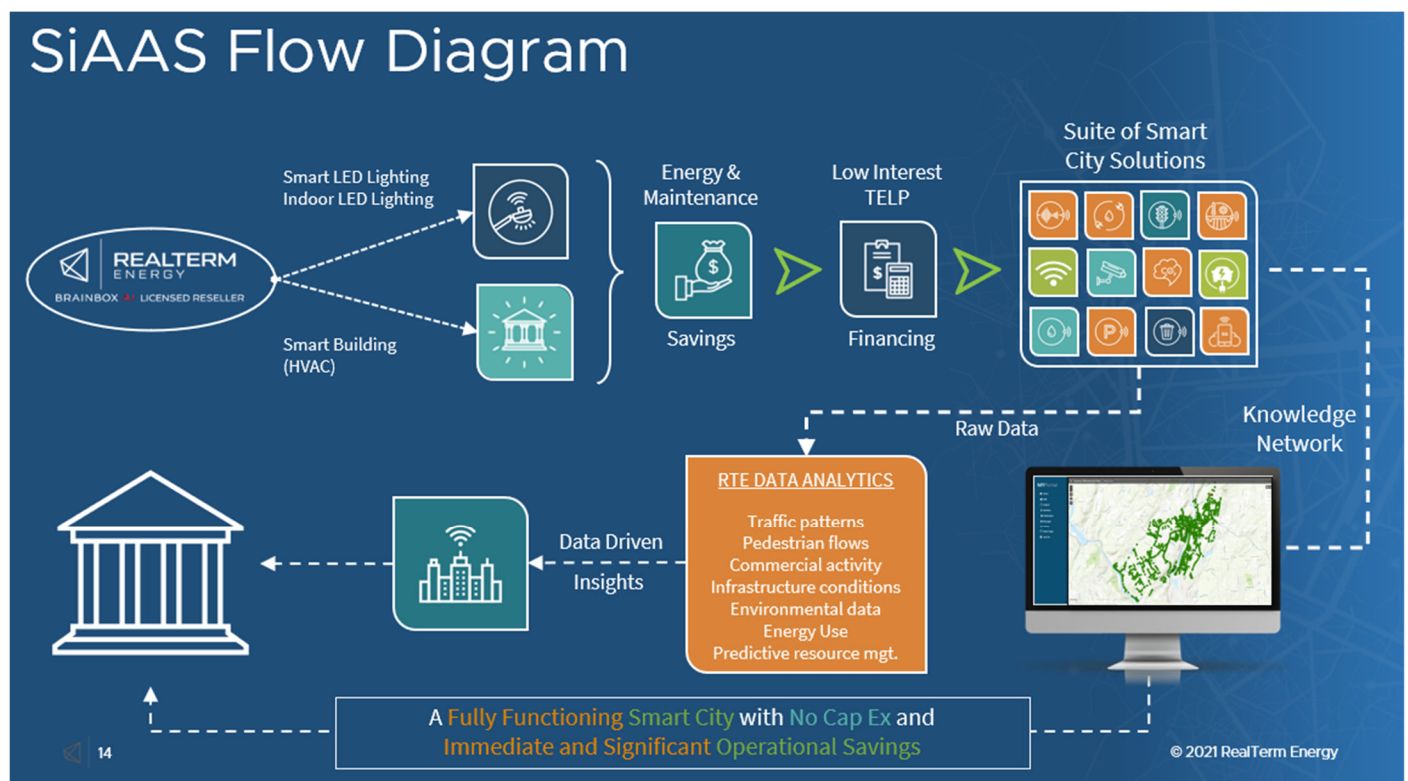 SiAAS Flow Diagram
Smart LED Lighting
Indoor LED Lighting
REALTERM
ENERGY
BRAINBOX AI LICENSED RESELLER
Smart Building
(HVAC)
Energy &
Maintenance
$
Savings
Low Interest
TELP
$
Financing
Suite of Smart
City Solutions
P
Raw Data
Knowledge
Network
RTE DATA ANALYTICS
Traffic patterns
Pedestrian flows
Commercial activity
Infrastructure conditions
Environmental data
Energy Use
Predictive resource mgt.
Data Driven
Insights
A Fully Functioning Smart City with No Cap Ex and
Immediate and Significant Operational Savings
14
© 2021 RealTerm Energy